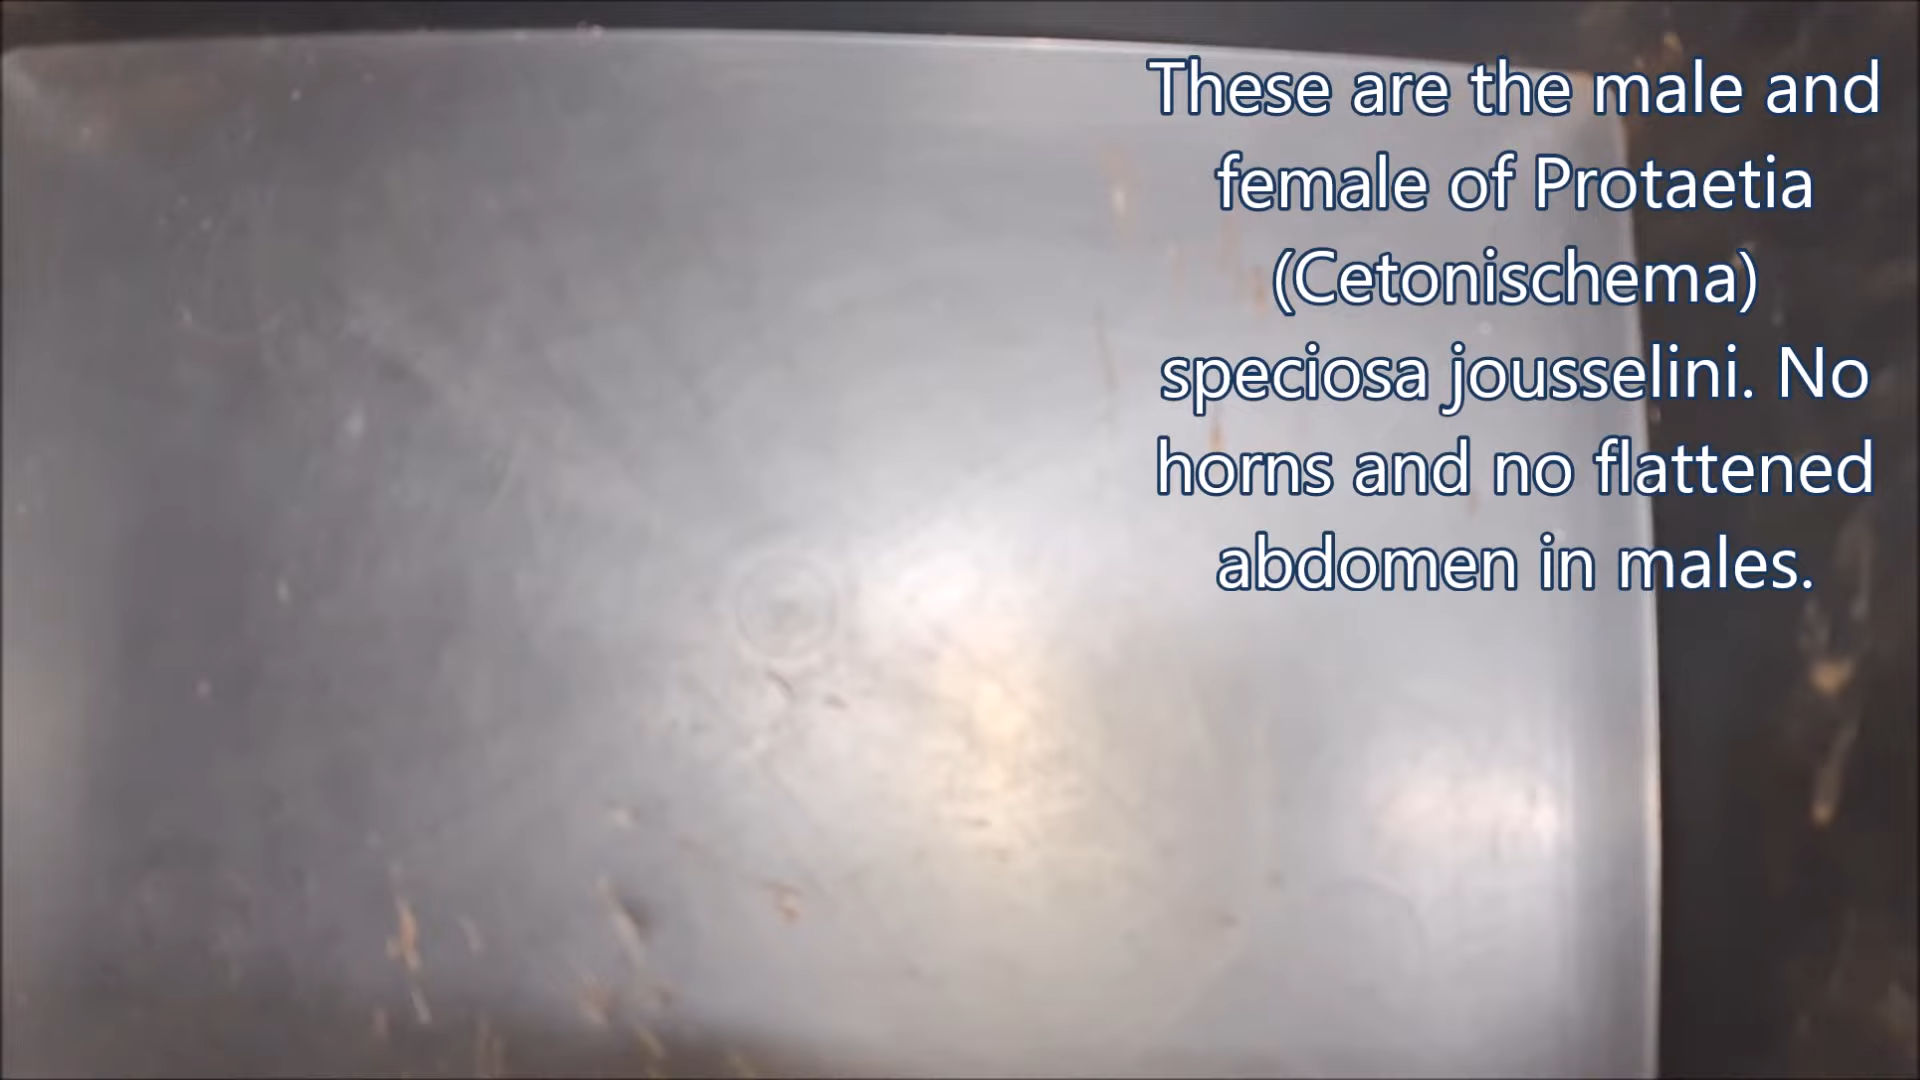 These are the male and
female of Protaetia
(Cetonischema)
speciosa jousselini. No
horns and no flattened
abdomen in males.